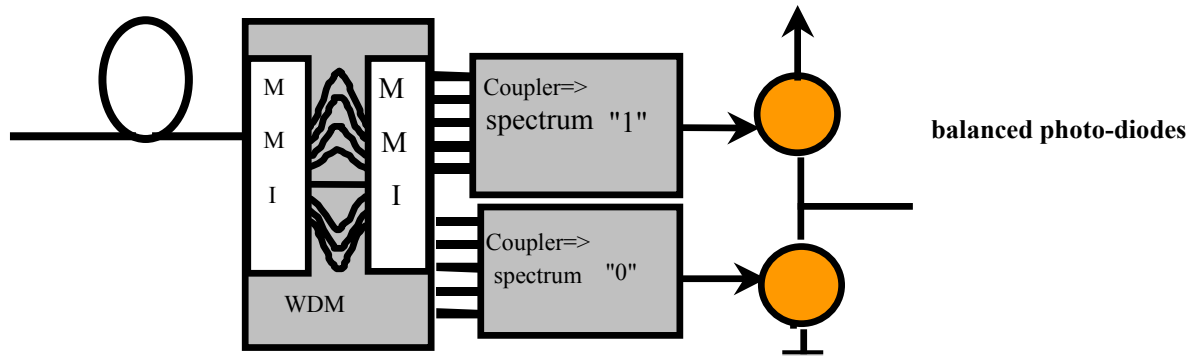 M
M
I
M
M
I
WDM
Coupler=>
spectrum "1"
Coupler=>
spectrum "0"
balanced photo-diodes